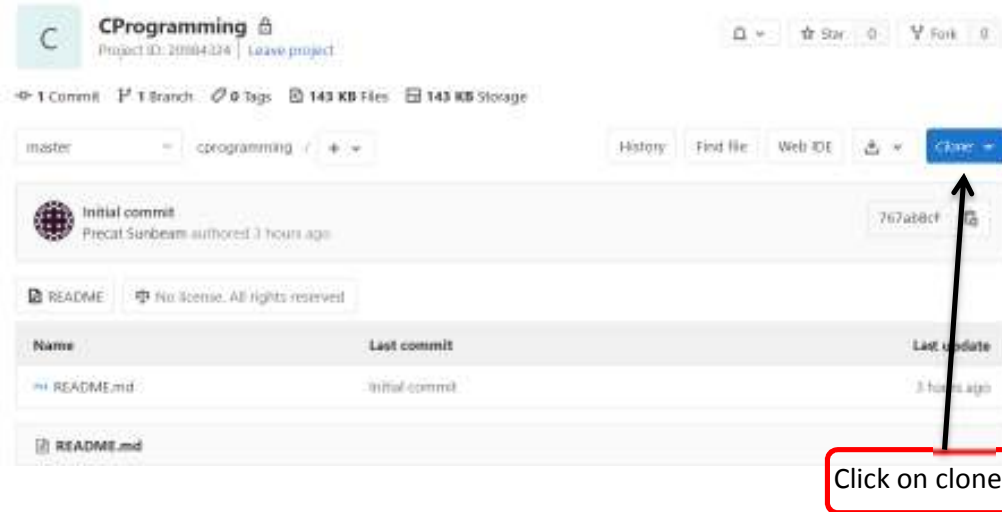 C
CProgramming
Project ID: 20984324 Leave project
Star 0 Fork 0
1 Commit 1 Branch 0 Tags 143 KB Files 143 KB Storage
master cprogramming / + History Find file Web IDE Clone
Initial commit
Precat Sunbeam authored 3 hours ago
767ab8cf
README No license. All rights reserved
Name Last commit Last update
README.md Initial commit 3 hours ago
README.md
Click on clone